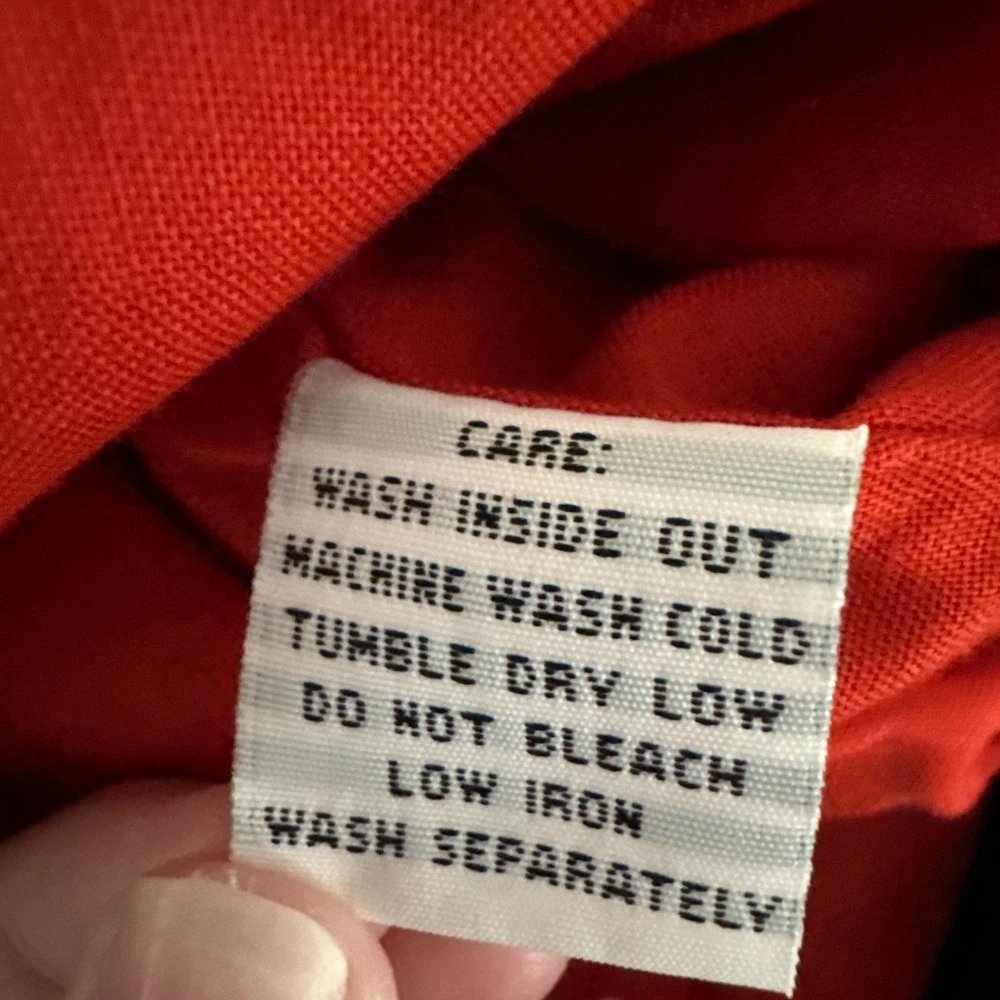 CARE:
WASH INSIDE OUT
MACHINE WASH COLD
TUMBLE DRY LOW
DO NOT BLEACH
LOW IRON
WASH SEPARATELY